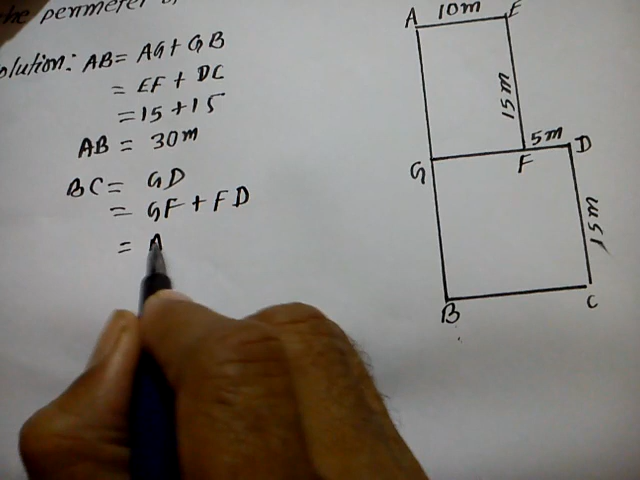 he perimeter
olution: AB = AG + GB
= EF + DC
= 15 + 15
AB = 30m
BC = GD
= GF + FD
= A
A 10m E
15m
5m D
G F
15m
B C